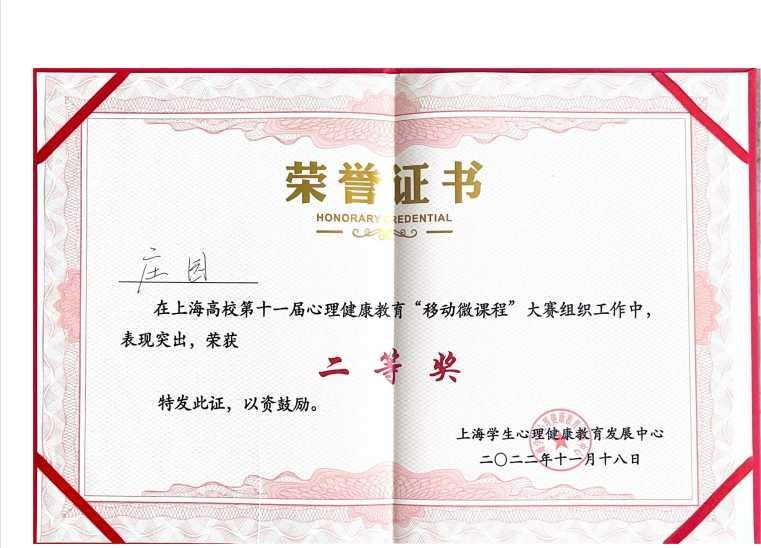 荣誉证书
HONORARY CREDENTIAL
庄园
在上海高校第十一届心理健康教育“移动微课程”大赛组织工作中，
表现突出，荣获
二等奖
特发此证，以资鼓励。
上海学生心理健康教育发展中心
二〇二二年十一月十八日